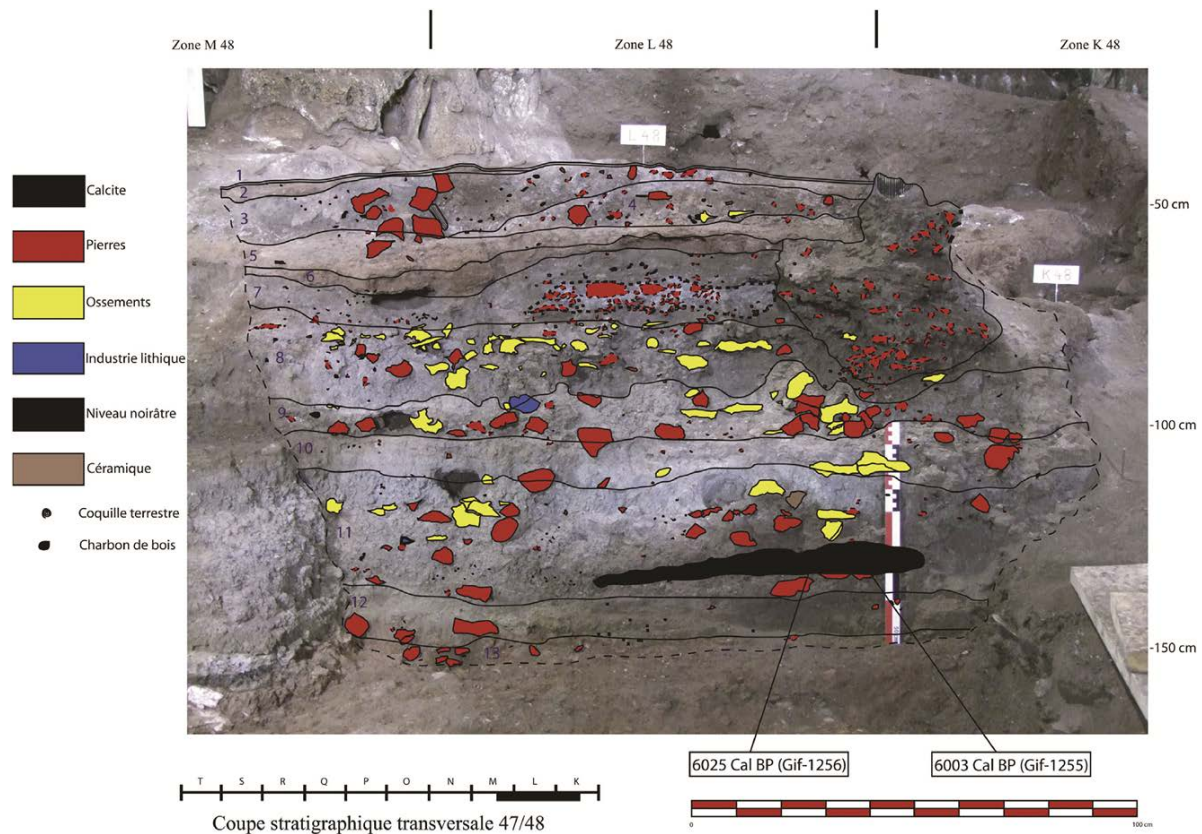 Zone M 48
Zone L 48
Zone K 48
L 48
K 48
1
2
3
4
5
6
7
8
9
10
11
12
13
-50 cm
-100 cm
-150 cm
Calcite
Pierres
Ossements
Industrie lithique
Niveau noirâtre
Céramique
Coquille terrestre
Charbon de bois
6025 Cal BP (Gif-1256)
6003 Cal BP (Gif-1255)
T S R Q P O N M L K
Coupe stratigraphique transversale 47/48
0
100 cm